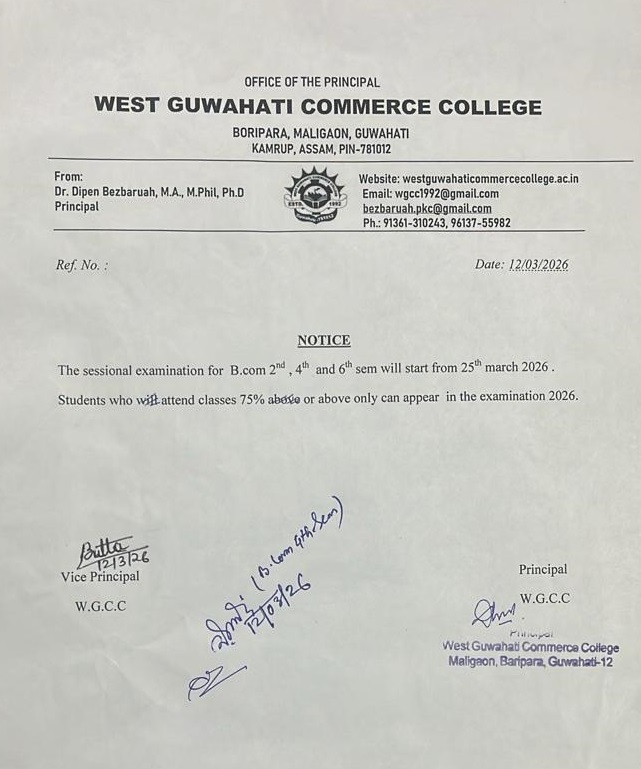 OFFICE OF THE PRINCIPAL
WEST GUWAHATI COMMERCE COLLEGE
BORIPARA, MALIGAON, GUWAHATI
KAMRUP, ASSAM, PIN-781012
From:
Dr. Dipen Bezbaruah, M.A., M.Phil, Ph.D
Principal
ESTD. 1992
Website: westguwahaticommercecollege.ac.in
Email: wgcc1992@gmail.com
bezbaruah.pkc@gmail.com
Ph.: 91361-310243, 96137-55982
Ref. No. :
Date: 12/03/2026
NOTICE
The sessional examination for B.com 2nd , 4th and 6th sem will start from 25th march 2026 .
Students who will attend classes 75% above or above only can appear in the examination 2026.
12/3/26
Vice Principal
W.G.C.C
(B.Com 4th Sem)
12/03/26
Principal
W.G.C.C
Principal
West Guwahati Commerce College
Maligaon, Baripara, Guwahati-12